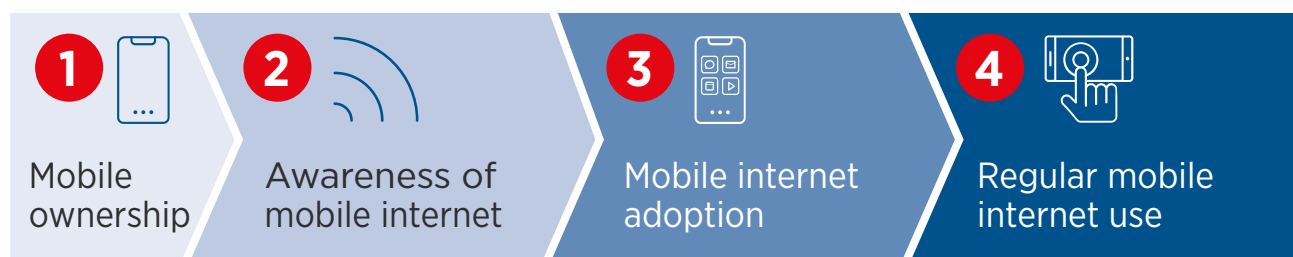 1
Mobile
ownership
2
Awareness of
mobile internet
3
Mobile internet
adoption
4
Regular mobile
internet use